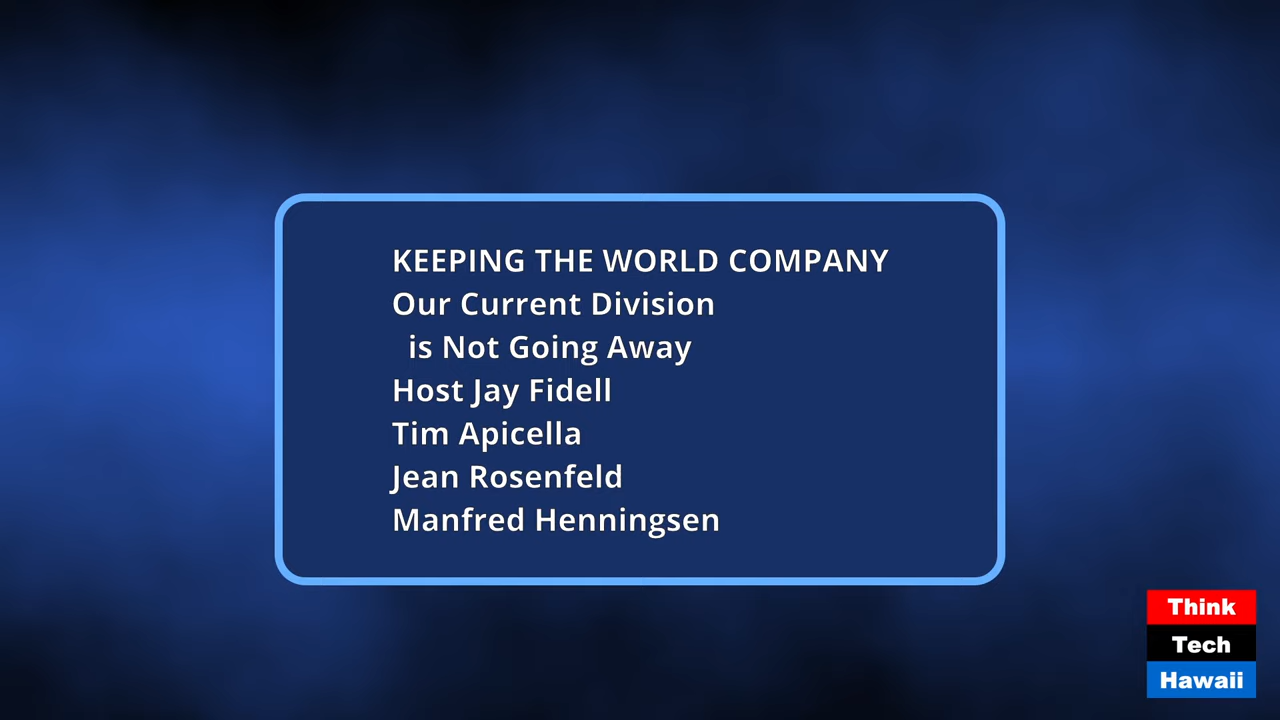 KEEPING THE WORLD COMPANY
Our Current Division
is Not Going Away
Host Jay Fidell
Tim Apicella
Jean Rosenfeld
Manfred Henningsen
Think
Tech
Hawaii